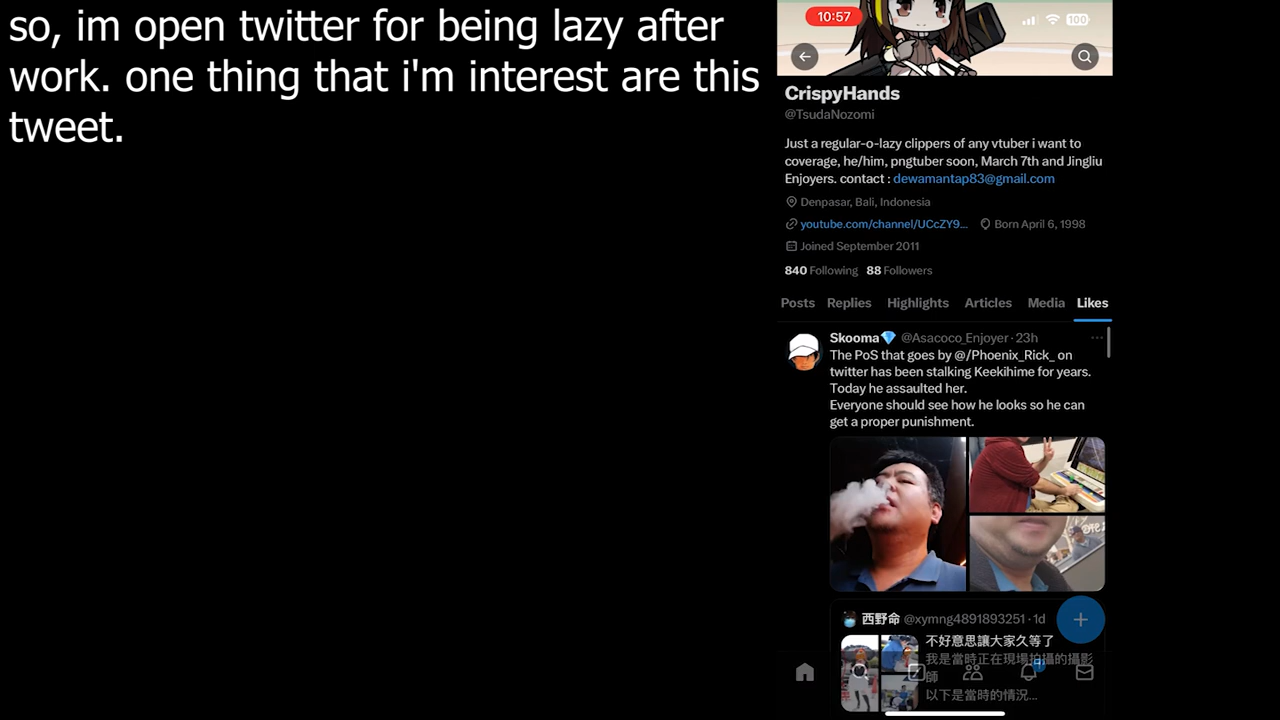 so, im open twitter for being lazy after
work. one thing that i'm interest are this
tweet.
10:57
100
CrispyHands
@TsudaNozomi
Just a regular-o-lazy clippers of any vtuber i want to
coverage, he/him, pngtuber soon, March 7th and Jingliu
Enjoyers. contact : dewamantap83@gmail.com
Denpasar, Bali, Indonesia
youtube.com/channel/UCcZY9... Born April 6, 1998
Joined September 2011
840 Following 88 Followers
Posts Replies Highlights Articles Media Likes
Skooma💎 @Asacoco_Enjoyer · 23h
The PoS that goes by @/Phoenix_Rick_ on
twitter has been stalking Keekihime for years.
Today he assaulted her.
Everyone should see how he looks so he can
get a proper punishment.
西野命 @xymng4891893251 · 1d
不好意思讓大家久等了
我是當時正在現場拍攝的攝影
師
以下是當時的情況...